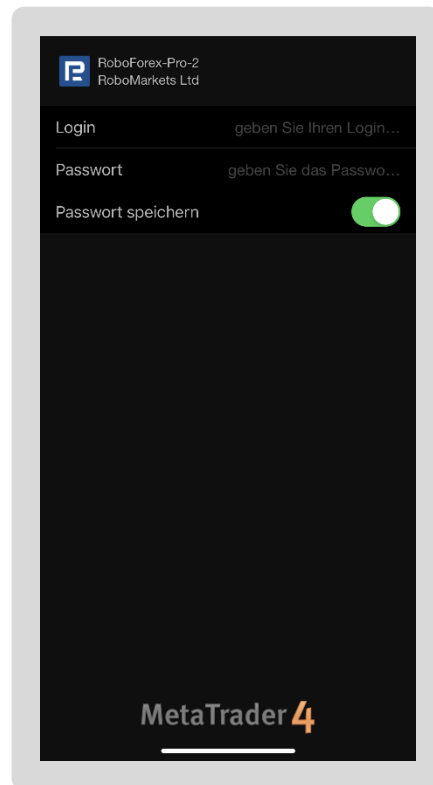 RoboForex-Pro-2
RoboMarkets Ltd
Login geben Sie Ihren Login...
Passwort geben Sie das Passwo...
Passwort speichern
MetaTrader 4